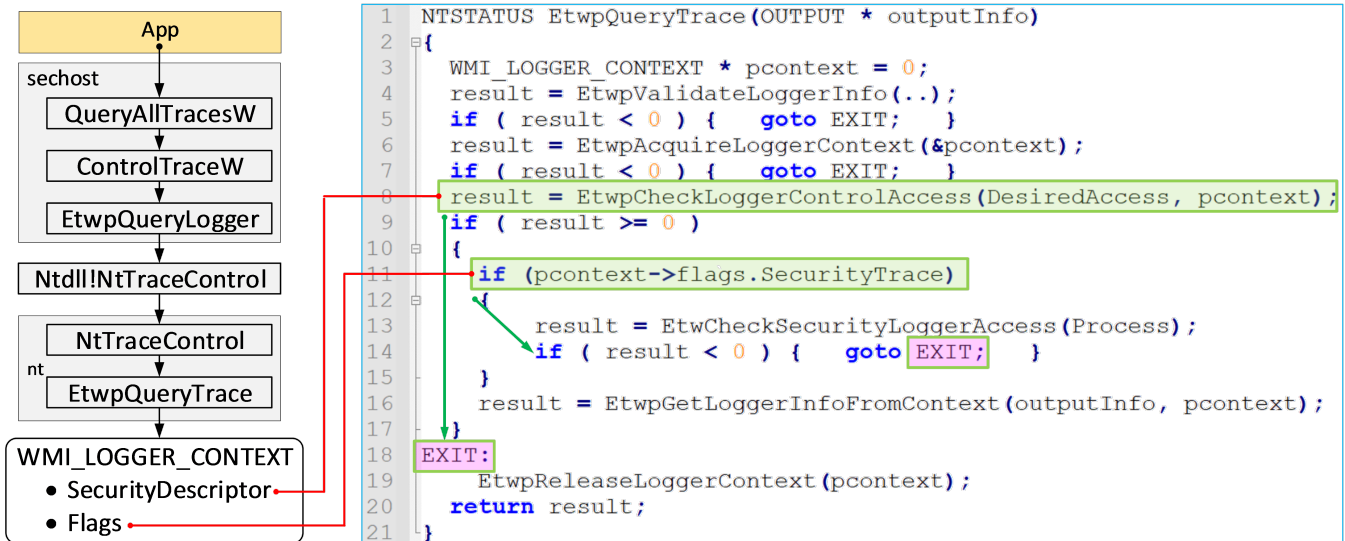 App
sechost
QueryAllTracesW
ControlTraceW
EtwpQueryLogger
Ntdll!NtTraceControl
NtTraceControl
nt
EtwpQueryTrace
WMI_LOGGER_CONTEXT
• SecurityDescriptor
• Flags
1 NTSTATUS EtwpQueryTrace(OUTPUT * outputInfo)
2 {
3 WMI_LOGGER_CONTEXT * pcontext = 0;
4 result = EtwpValidateLoggerInfo(..);
5 if ( result < 0 ) { goto EXIT; }
6 result = EtwpAcquireLoggerContext(&pcontext);
7 if ( result < 0 ) { goto EXIT; }
8 result = EtwpCheckLoggerControlAccess(DesiredAccess, pcontext);
9 if ( result >= 0 )
10 {
11 if (pcontext->flags.SecurityTrace)
12 {
13 result = EtwCheckSecurityLoggerAccess(Process);
14 if ( result < 0 ) { goto EXIT; }
15 }
16 result = EtwpGetLoggerInfoFromContext(outputInfo, pcontext);
17 }
18 EXIT:
19 EtwpReleaseLoggerContext(pcontext);
20 return result;
21 }